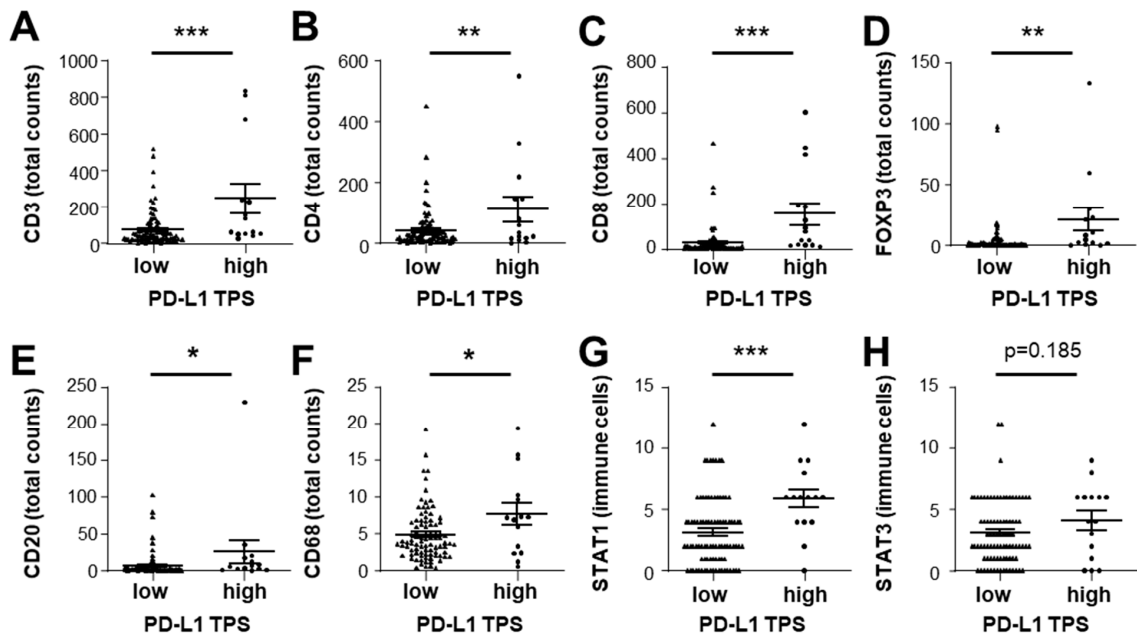 A
***
CD3 (total counts)
1000
800
600
400
200
0
low
high
PD-L1 TPS
B
**
CD4 (total counts)
600
400
200
0
low
high
PD-L1 TPS
C
***
CD8 (total counts)
800
600
400
200
0
low
high
PD-L1 TPS
D
**
FOXP3 (total counts)
150
100
50
0
low
high
PD-L1 TPS
E
*
CD20 (total counts)
250
200
150
100
50
0
low
high
PD-L1 TPS
F
*
CD68 (total counts)
25
20
15
10
5
0
low
high
PD-L1 TPS
G
***
STAT1 (immune cells)
15
10
5
0
low
high
PD-L1 TPS
H
p=0.185
STAT3 (immune cells)
15
10
5
0
low
high
PD-L1 TPS